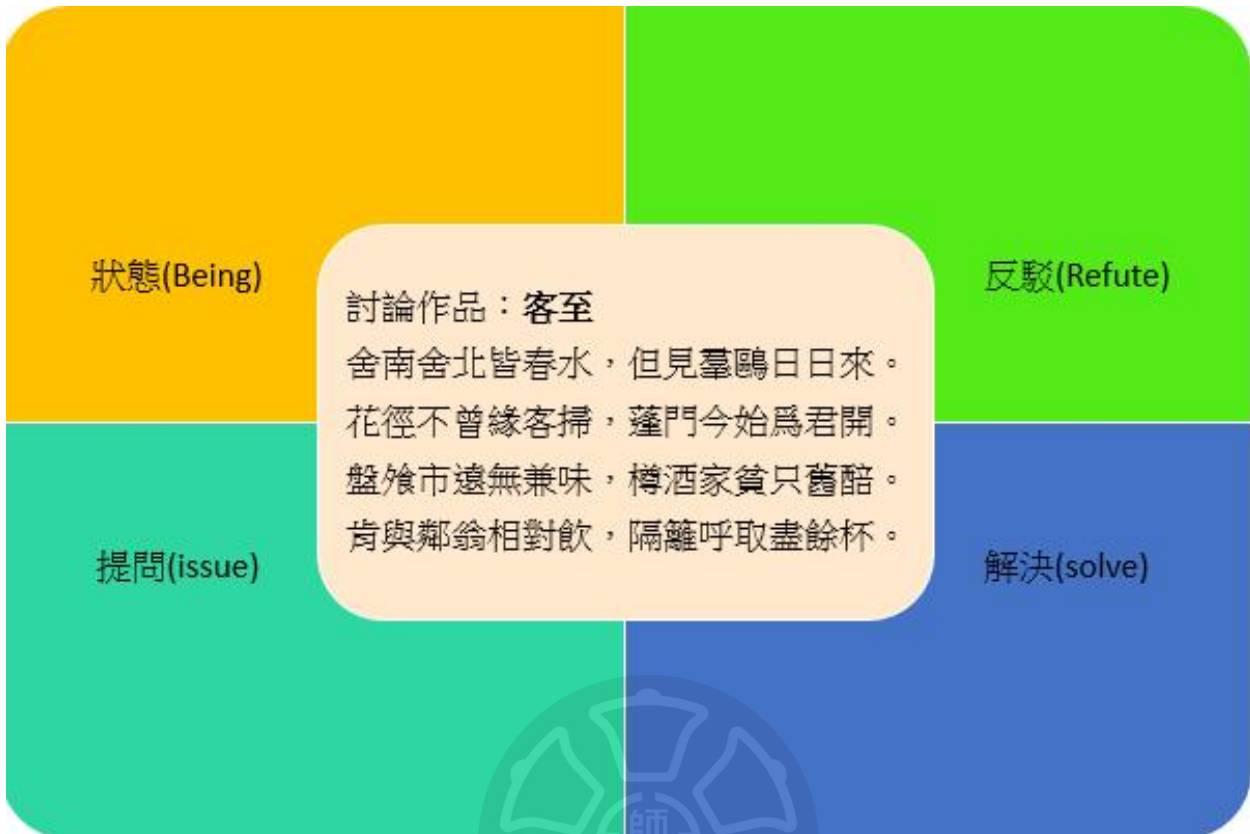 狀態(Being)
反駁(Refute)
討論作品：客至
舍南舍北皆春水，但見羣鷗日日來。
花徑不曾緣客掃，蓬門今始爲君開。
盤飧市遠無兼味，樽酒家貧只舊醅。
肯與鄰翁相對飲，隔籬呼取盡餘杯。
提問(issue)
解決(solve)
師